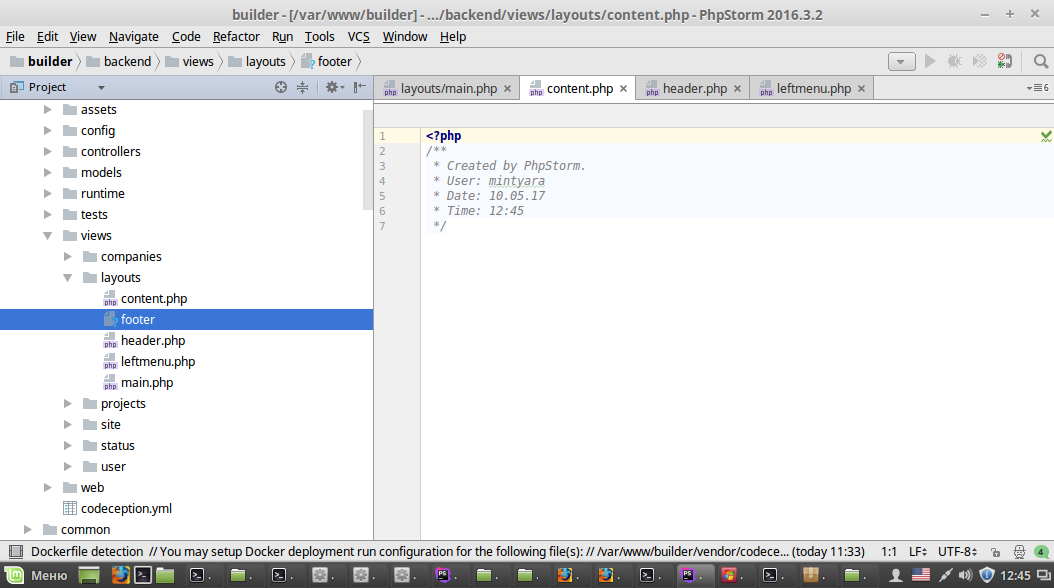 builder - [/var/www/builder] - .../backend/views/layouts/content.php - PhpStorm 2016.3.2
File Edit View Navigate Code Refactor Run Tools VCS Window Help
builder backend views layouts footer
Project
layouts/main.php content.php header.php leftmenu.php 6
assets
config
controllers
models
runtime
tests
views
companies
layouts
content.php
footer
header.php
leftmenu.php
main.php
projects
site
status
user
web
codeception.yml
common
1 <?php
2 /**
3 * Created by PhpStorm.
4 * User: mintyara
5 * Date: 10.05.17
6 * Time: 12:45
7 */
Dockerfile detection // You may setup Docker deployment run configuration for the following file(s): // /var/www/builder/vendor/codece... (today 11:33) 1:1 LF UTF-8 4
Меню 12:45